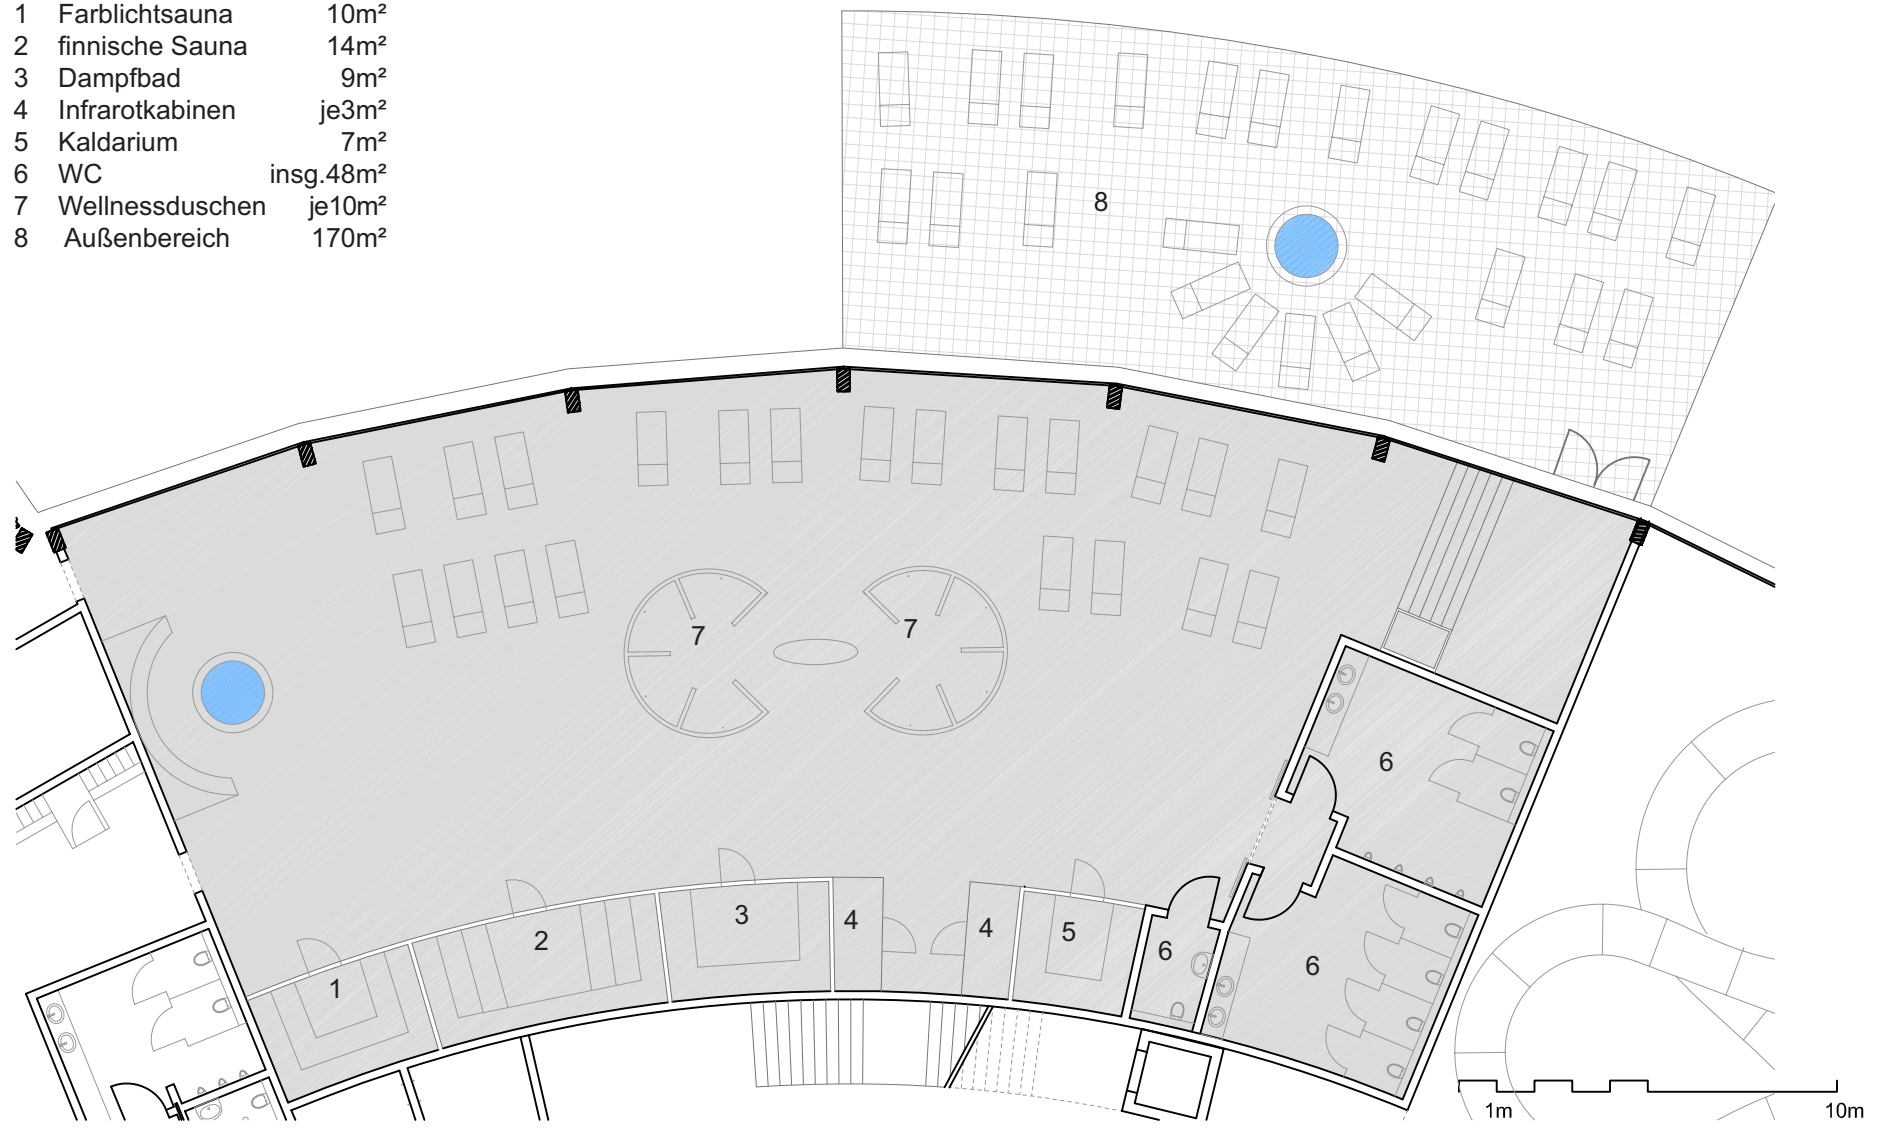 1 Farblichtsauna 10m²
2 finnische Sauna 14m²
3 Dampfbad 9m²
4 Infrarotkabinen je3m²
5 Kaldarium 7m²
6 WC insg.48m²
7 Wellnessduschen je10m²
8 Außenbereich 170m²
8
7
7
6
3
4
4
5
2
6
6
1
1m 10m